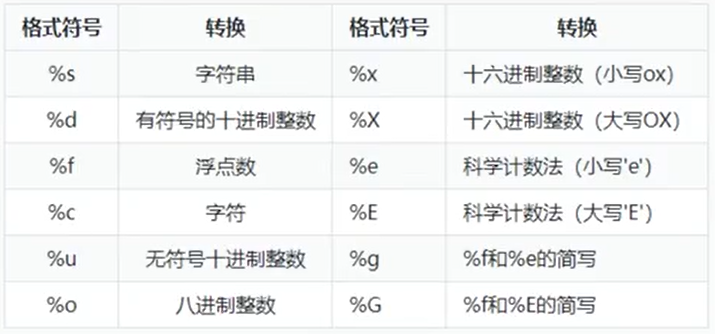 格式符号 转换 格式符号 转换
%s 字符串 %x 十六进制整数（小写ox）
%d 有符号的十进制整数 %X 十六进制整数（大写OX）
%f 浮点数 %e 科学计数法（小写'e'）
%c 字符 %E 科学计数法（大写'E'）
%u 无符号十进制整数 %g %f和%e的简写
%o 八进制整数 %G %f和%E的简写